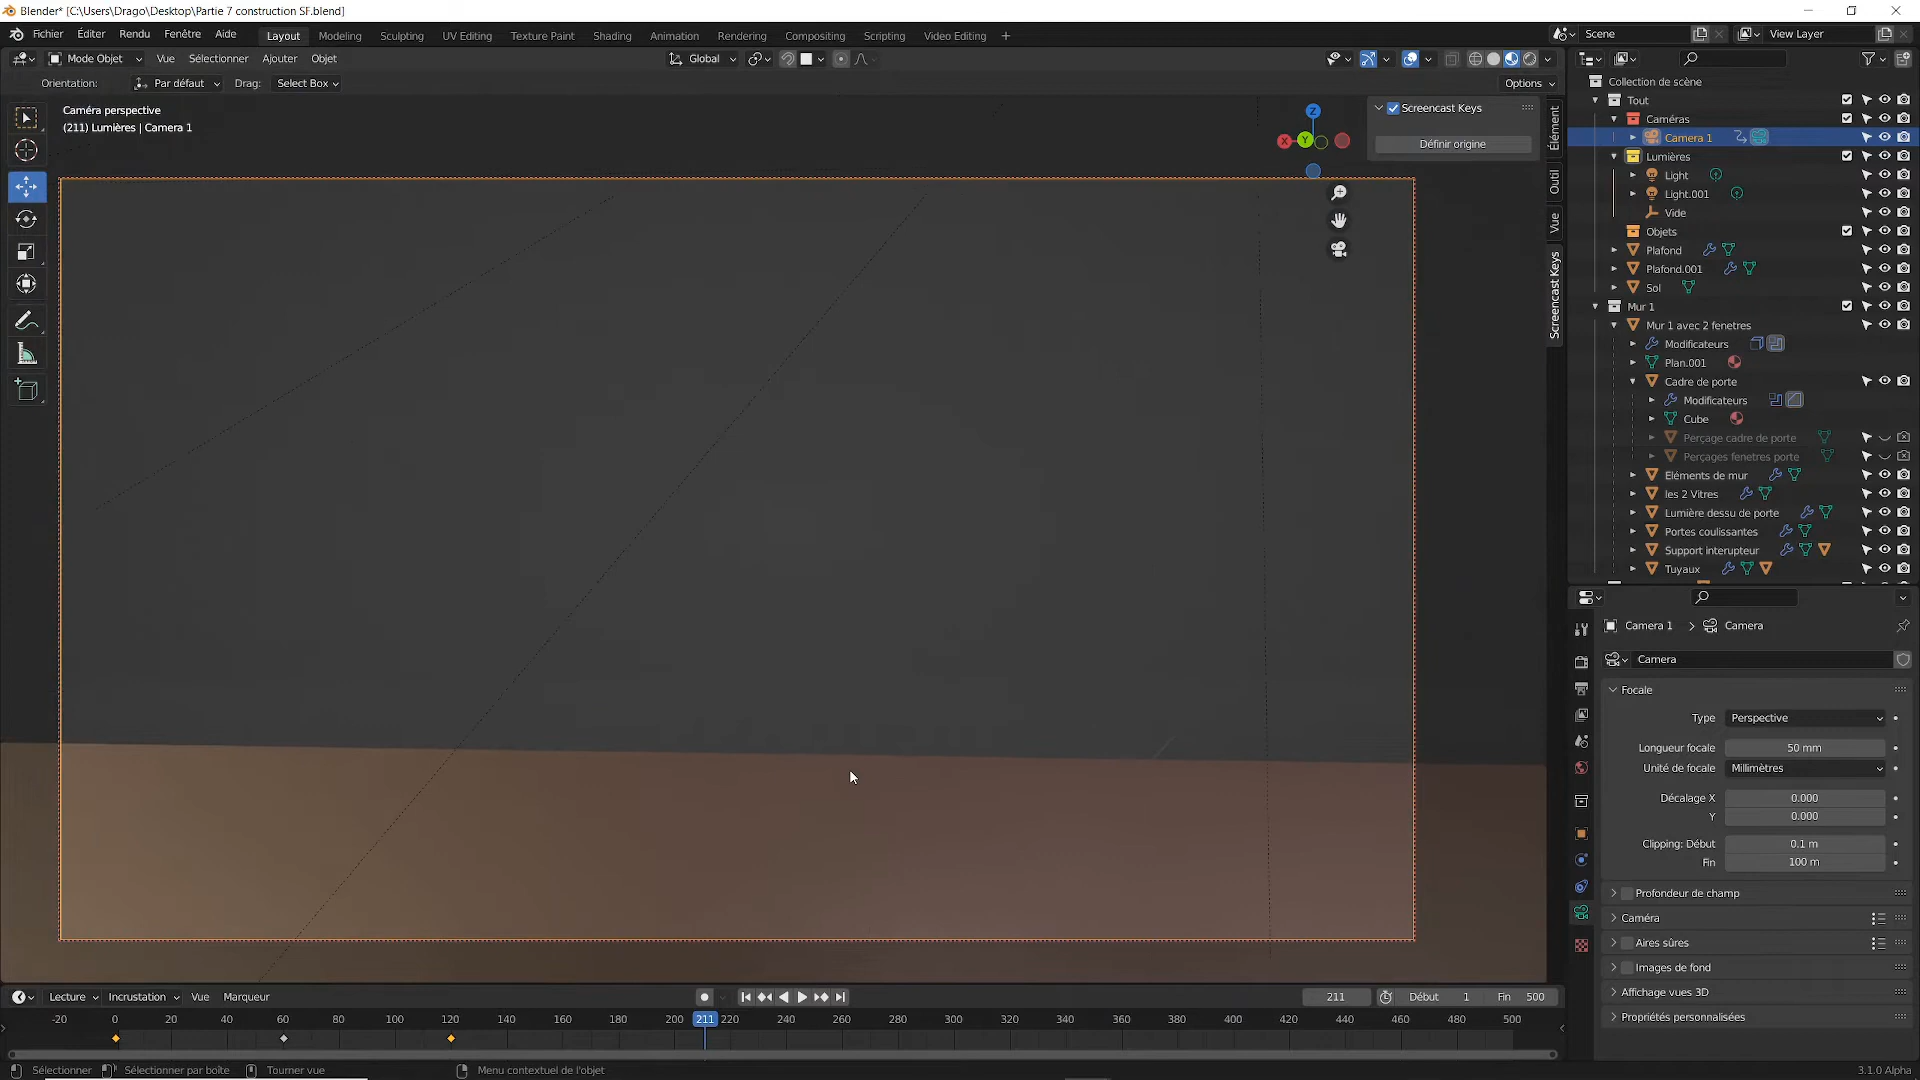 Blender* [C:\Users\Drago\Desktop\Partie 7 construction SF.blend]
Fichier Éditer Rendu Fenêtre Aide Layout Modeling Sculpting UV Editing Texture Paint Shading Animation Rendering Compositing Scripting Video Editing + Scene View Layer
Mode Objet Vue Sélectionner Ajouter Objet Global
Orientation: Par défaut Drag: Select Box Options
Caméra perspective
(211) Lumières | Camera 1
Z
X Y
Screencast Keys
Définir origine
Élément
Outil
Vue
Screencast Keys
Collection de scène
Tout
Caméras
Camera 1
Lumières
Light
Light.001
Vide
Objets
Plafond
Plafond.001
Sol
Mur 1
Mur 1 avec 2 fenetres
Modificateurs
Plan.001
Cadre de porte
Modificateurs
Cube
Perçage cadre de porte
Perçages fenetres porte
Eléments de mur
les 2 Vitres
Lumière dessu de porte
Portes coulissantes
Support interupteur
Tuyaux
Camera 1 > Camera
Camera
Focale
Type Perspective
Longueur focale 50 mm
Unité de focale Millimètres
Décalage X 0.000
Y 0.000
Clipping: Début 0.1 m
Fin 100 m
Profondeur de champ
Caméra
Aires sûres
Images de fond
Affichage vues 3D
Propriétés personnalisées
Lecture Incrustation Vue Marqueur 211 Début 1 Fin 500
-20 0 20 40 60 80 100 120 140 160 180 200 211 220 240 260 280 300 320 340 360 380 400 420 440 460 480 500
Sélectionner Sélectionner par boîte Tourner vue Menu contextuel de l'objet 3.1.0 Alpha